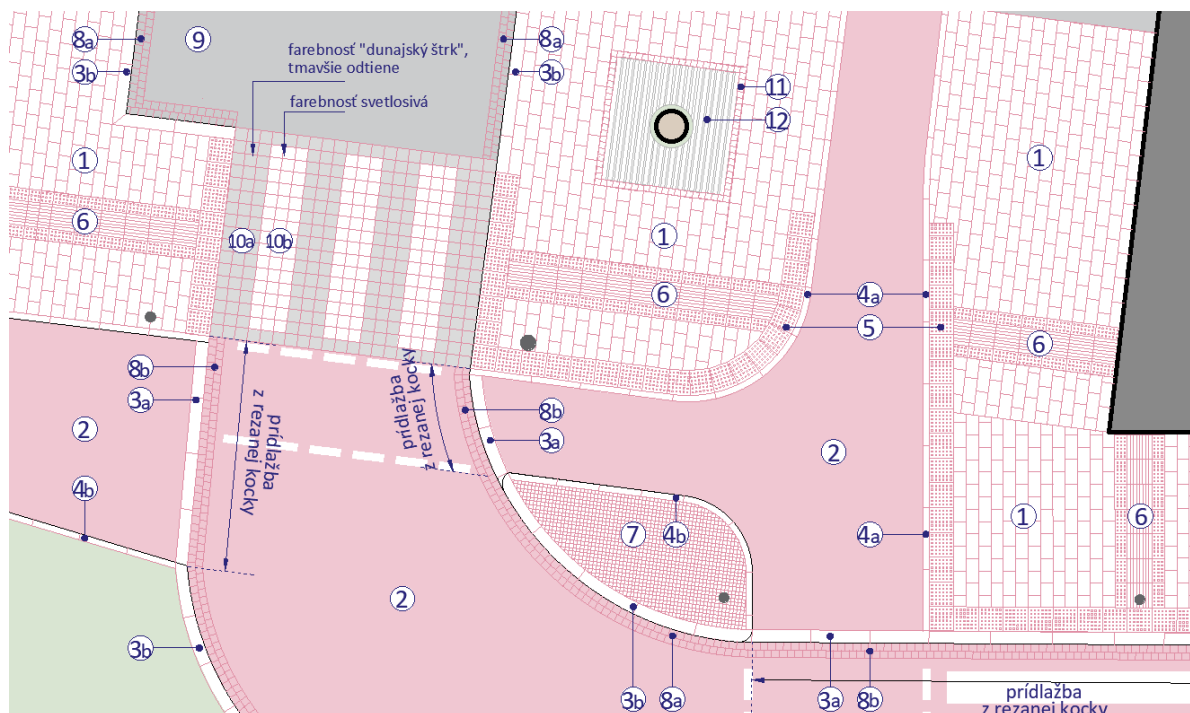 8a
9
8a
farebnosť "dunajský štrk",
tmavšie odtiene
3b
3b
11
farebnosť svetlosivá
12
1
1
6
10a
10b
1
6
4a
5
6
8b
3a
prídlažba
z rezanej kocky
prídlažba
z rezanej kocky
8b
3a
2
2
4b
7
4b
4a
1
6
2
3b
3b
8a
3a
8b
prídlažba
z rezanej kocky